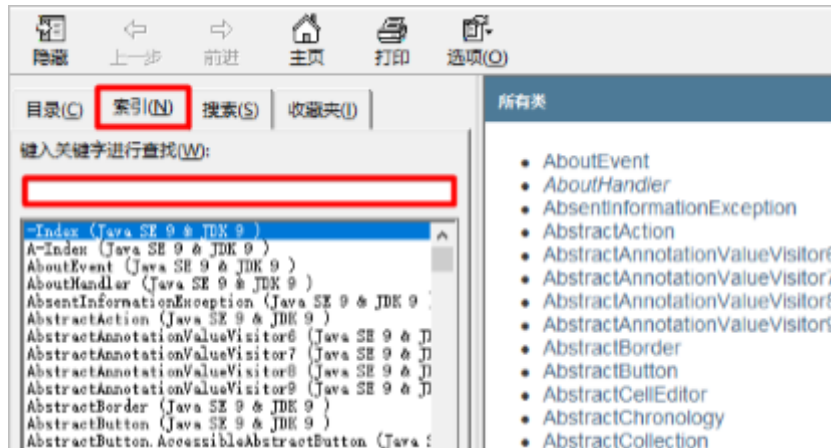 隐藏 上一步 前进 主页 打印 选项(O)
目录(C) 索引(N) 搜索(S) 收藏夹(I)
键入关键字进行查找(W):
-Index (Java SE 9 & JDK 9 )
A-Index (Java SE 9 & JDK 9 )
AboutEvent (Java SE 9 & JDK 9 )
AboutHandler (Java SE 9 & JDK 9 )
AbsentInformationException (Java SE 9 & JDK 9
AbstractAction (Java SE 9 & JDK 9 )
AbstractAnnotationValueVisitor6 (Java SE 9 & JD
AbstractAnnotationValueVisitor7 (Java SE 9 & JD
AbstractAnnotationValueVisitor8 (Java SE 9 & JD
AbstractAnnotationValueVisitor9 (Java SE 9 & JD
AbstractBorder (Java SE 9 & JDK 9 )
AbstractButton (Java SE 9 & JDK 9 )
AbstractButton.AccessibleAbstractButton (Java S
所有类
AboutEvent
AboutHandler
AbsentInformationException
AbstractAction
AbstractAnnotationValueVisitor6
AbstractAnnotationValueVisitor7
AbstractAnnotationValueVisitor8
AbstractAnnotationValueVisitor9
AbstractBorder
AbstractButton
AbstractCellEditor
AbstractChronology
AbstractCollection